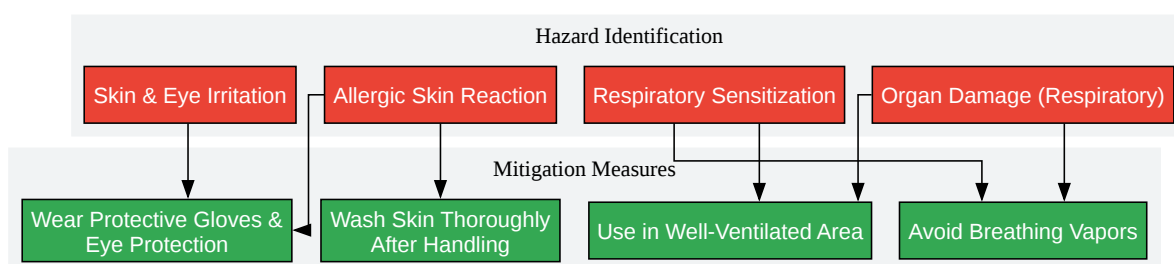 Hazard Identification
Skin & Eye Irritation
Allergic Skin Reaction
Respiratory Sensitization
Organ Damage (Respiratory)
Mitigation Measures
Wear Protective Gloves &
Eye Protection
Wash Skin Thoroughly
After Handling
Use in Well-Ventilated Area
Avoid Breathing Vapors